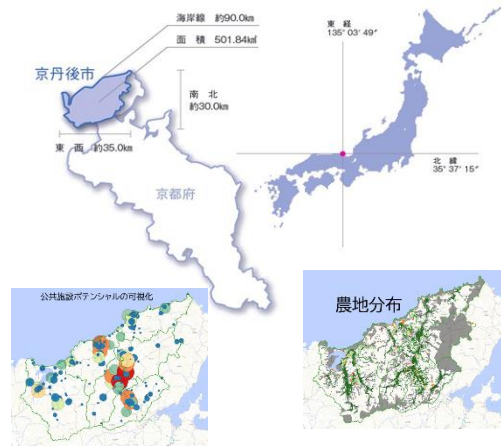 海岸線 約90.0km
面 積 501.84㎢
京丹後市
南 北
約30.0km
東 西 約35.0km
京都府
東 経
135° 03' 49"
北 緯
35° 37' 15"
公共施設ポテンシャルの可視化
農地分布